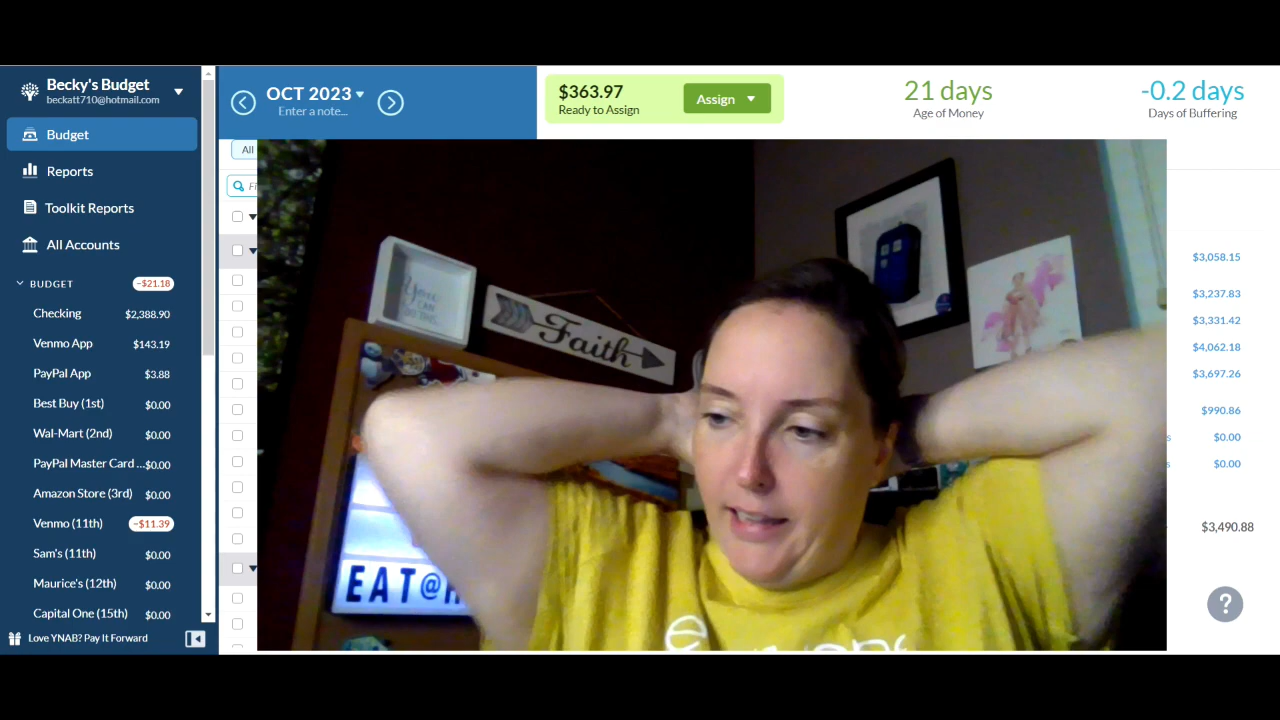 Becky's Budget
beckatt710@hotmail.com
Budget
Reports
Toolkit Reports
All Accounts
BUDGET -$21.18
Checking $2,388.90
Venmo App $143.19
PayPal App $3.88
Best Buy (1st) $0.00
Wal-Mart (2nd) $0.00
PayPal Master Card ... $0.00
Amazon Store (3rd) $0.00
Venmo (11th) -$11.39
Sam's (11th) $0.00
Maurice's (12th) $0.00
Capital One (15th) $0.00
Love YNAB? Pay It Forward
OCT 2023
Enter a note...
$363.97
Ready to Assign
Assign
21 days
Age of Money
-0.2 days
Days of Buffering
All
You
CAN
DO THIS
Faith
EAT@H
$3,058.15
$3,237.83
$3,331.42
$4,062.18
$3,697.26
$990.86
s $0.00
s $0.00
$3,490.88
?